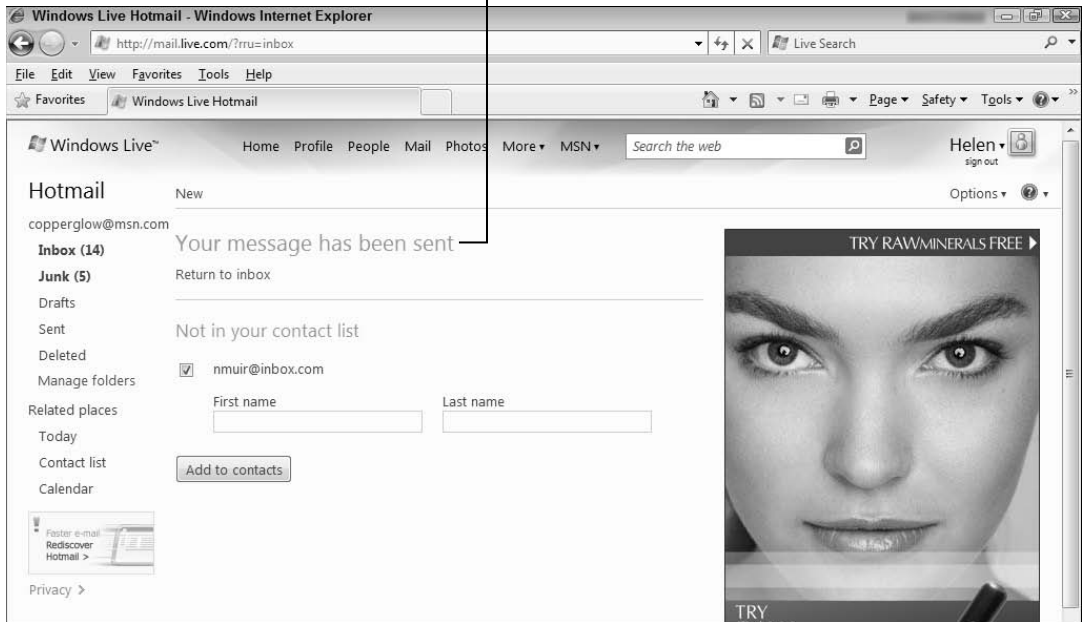 Windows Live Hotmail - Windows Internet Explorer
http://mail.live.com/?rru=inbox
Live Search
File Edit View Favorites Tools Help
Favorites
Windows Live Hotmail
Page Safety Tools
Windows Live™
Home Profile People Mail Photos More MSN
Search the web
Helen
sign out
Hotmail
New
Options
copperglow@msn.com
Inbox (14)
Junk (5)
Drafts
Sent
Deleted
Manage folders
Related places
Today
Contact list
Calendar
Faster e-mail
Rediscover
Hotmail >
Privacy >
Your message has been sent
Return to inbox
Not in your contact list
nmuir@inbox.com
First name
Last name
Add to contacts
TRY RAWMINERALS FREE
TRY